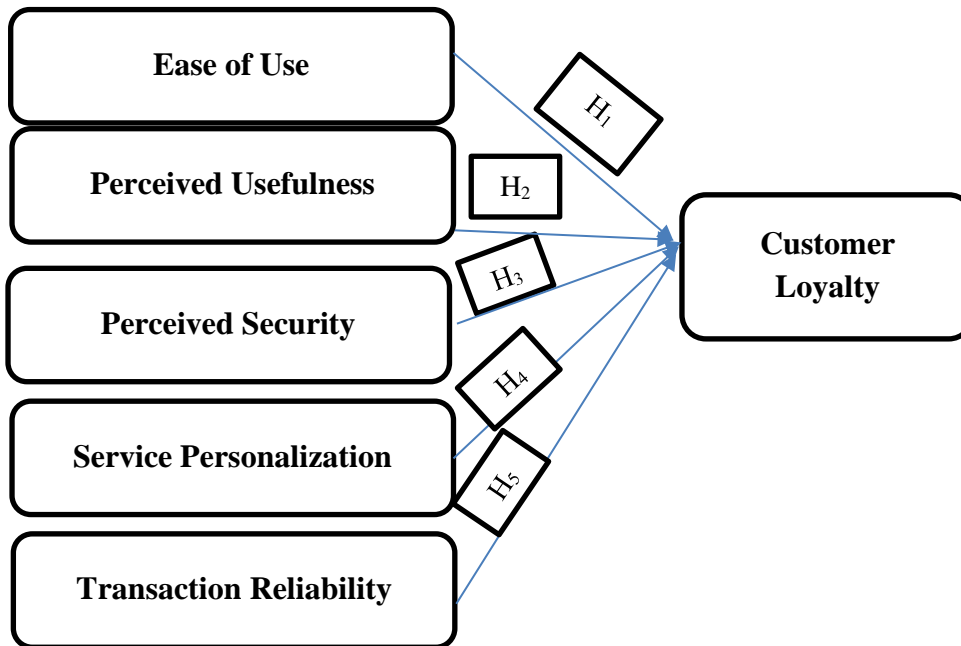 Ease of Use
H₁
Perceived Usefulness
H₂
Customer
Loyalty
H₃
Perceived Security
H₄
Service Personalization
H₅
Transaction Reliability